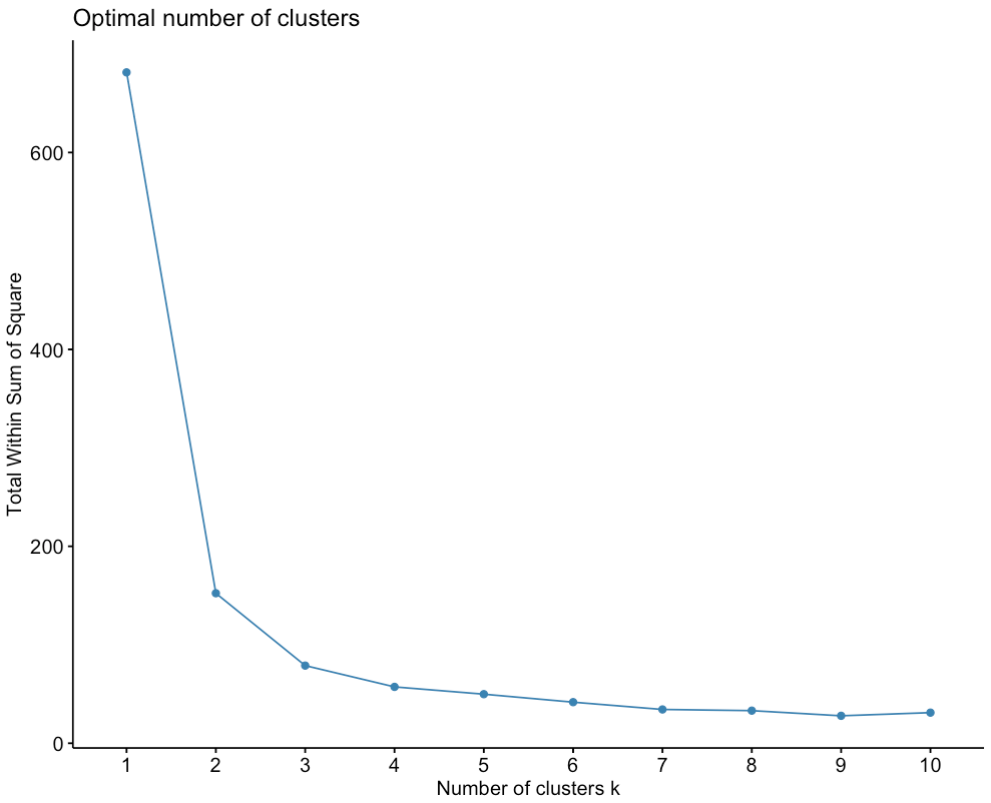 Optimal number of clusters
Total Within Sum of Square
600
400
200
0
1 2 3 4 5 6 7 8 9 10
Number of clusters k